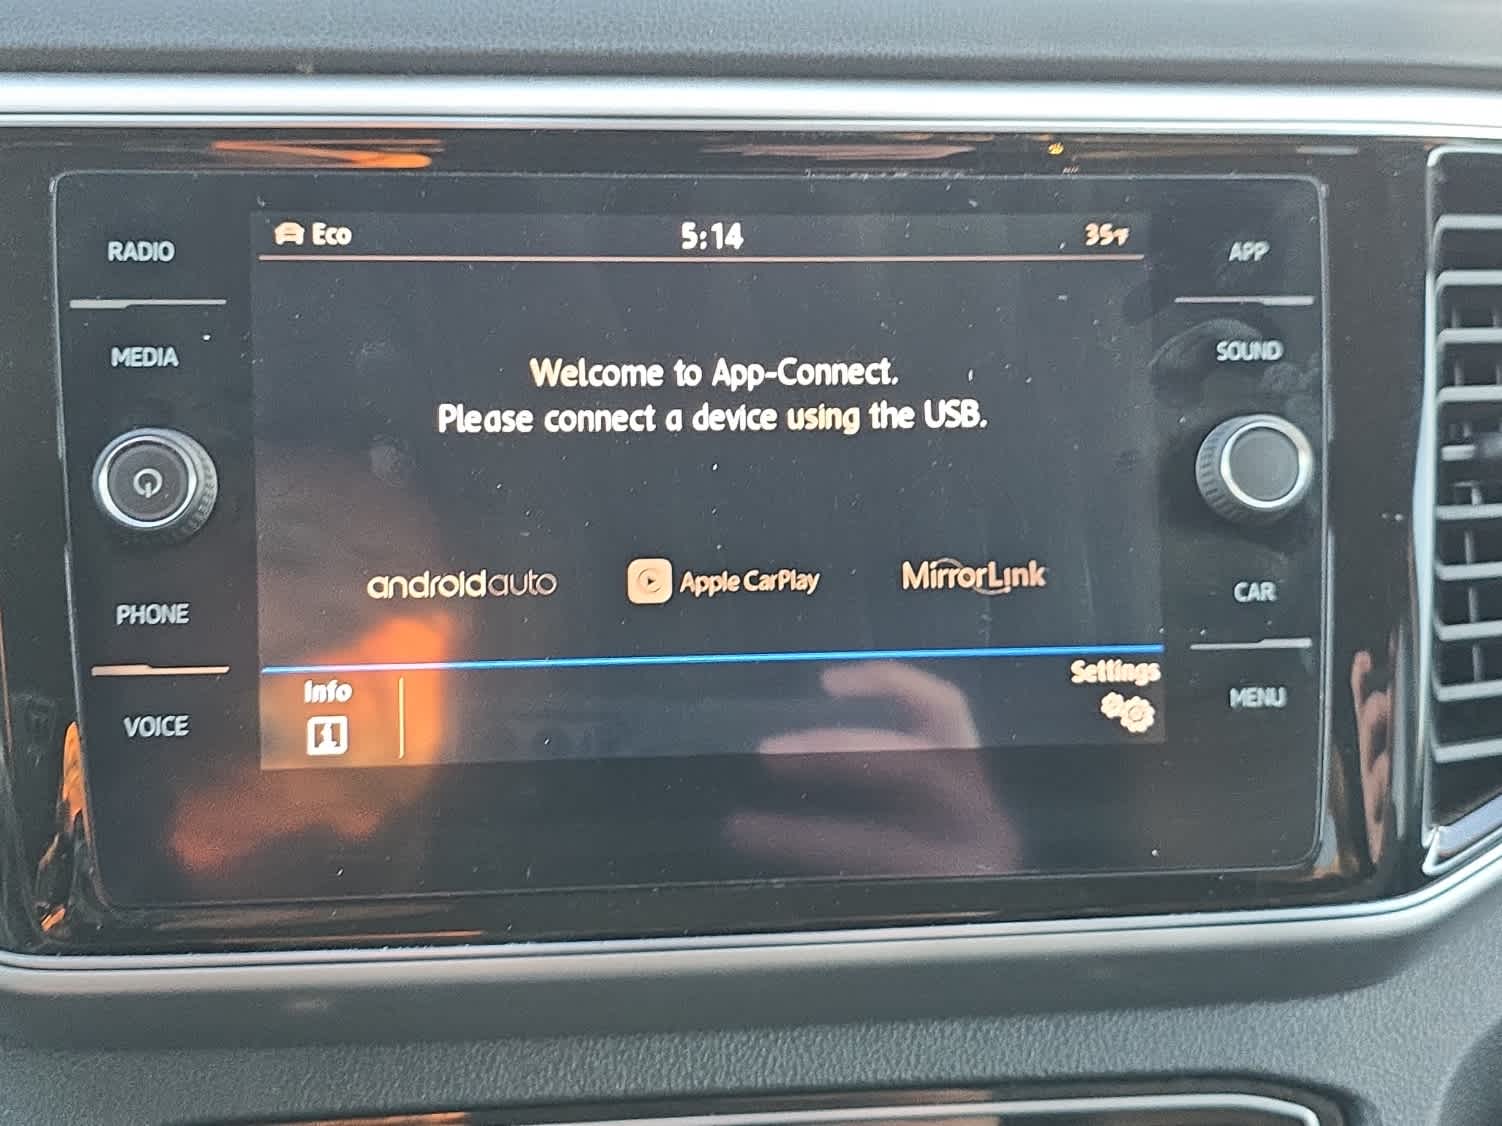 RADIO
MEDIA
PHONE
VOICE
Eco
5:14
35°F
Welcome to App-Connect.
Please connect a device using the USB.
androidauto
Apple CarPlay
MirrorLink
Info
Settings
APP
SOUND
CAR
MENU